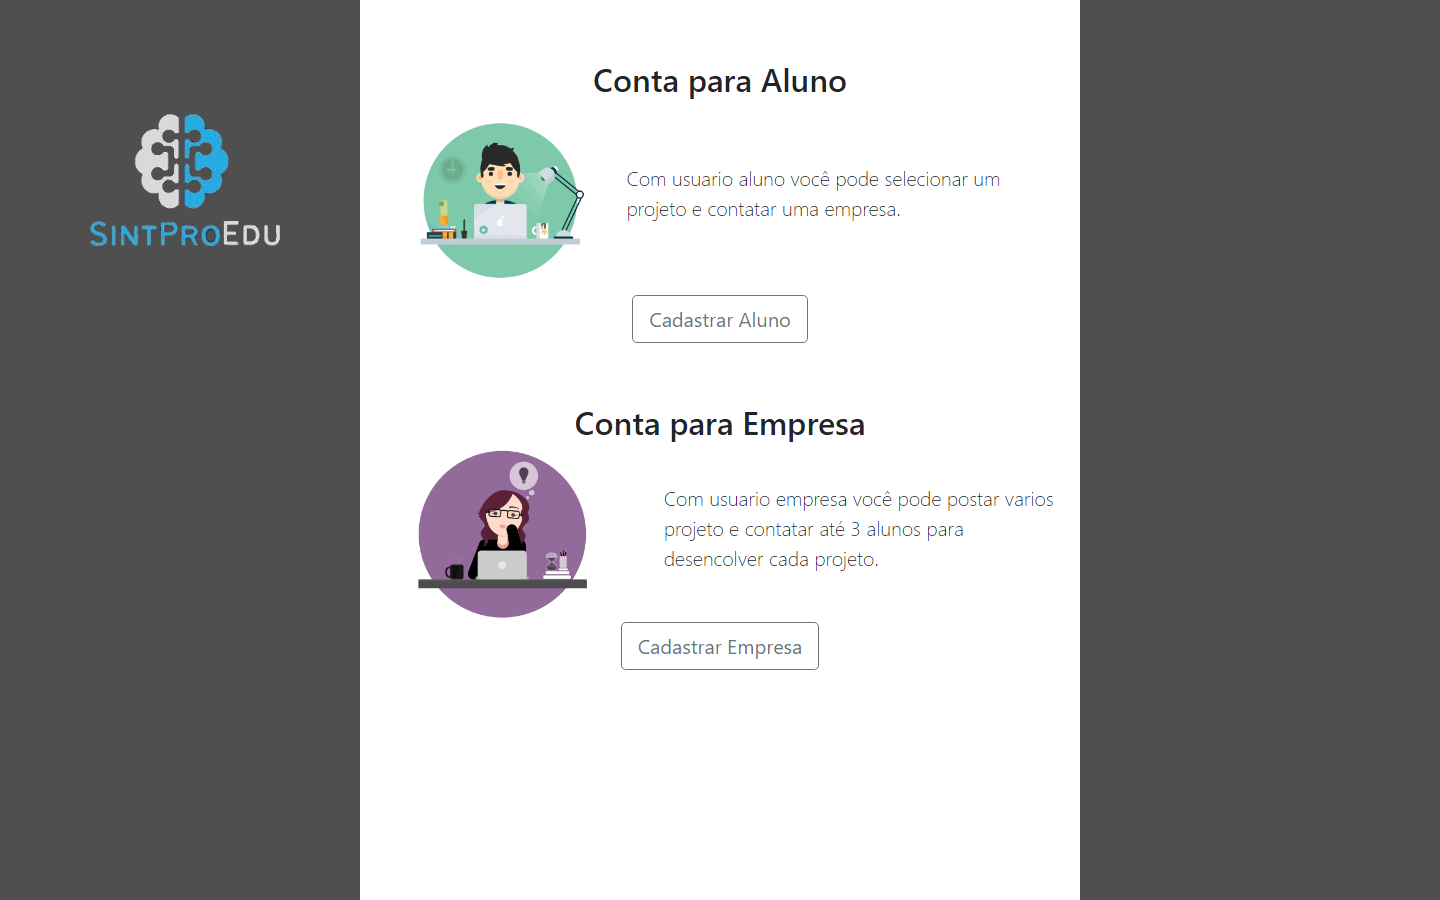 SINTPROEDU
Conta para Aluno
Com usuario aluno você pode selecionar um
projeto e contatar uma empresa.
Cadastrar Aluno
Conta para Empresa
Com usuario empresa você pode postar varios
projeto e contatar até 3 alunos para
desencolver cada projeto.
Cadastrar Empresa